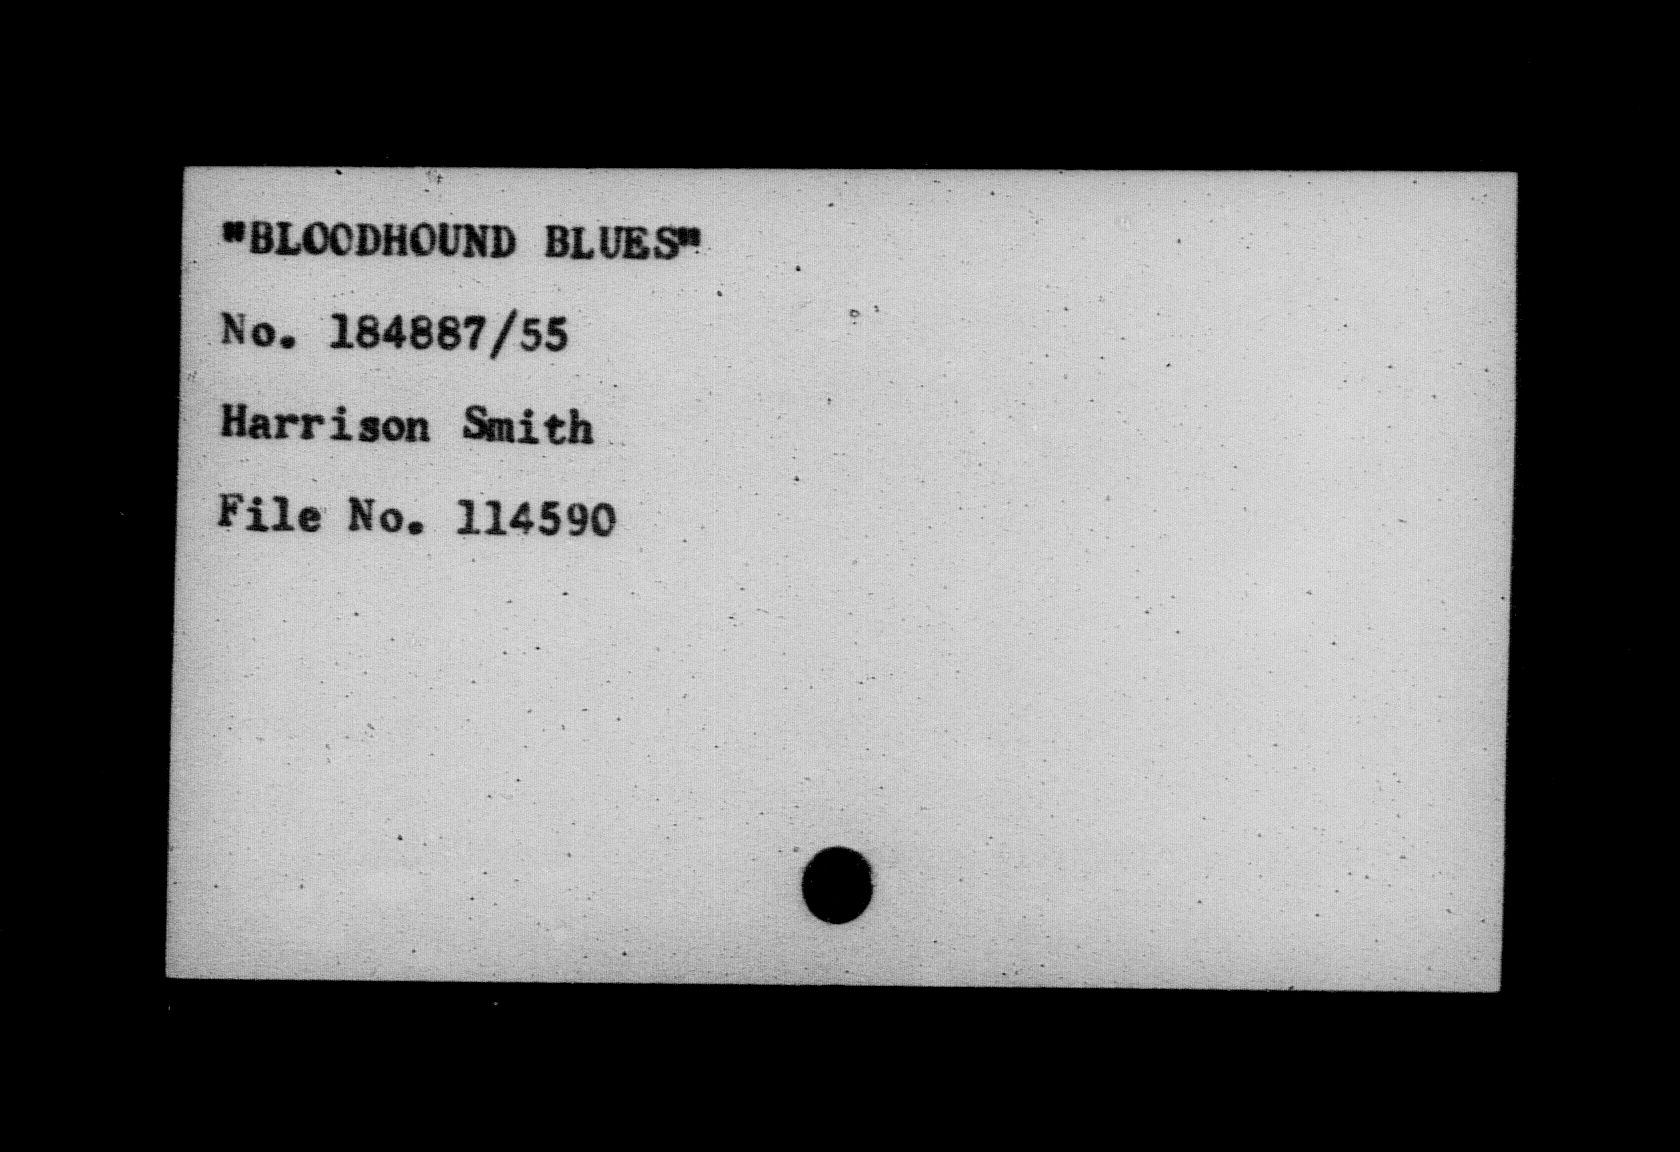 "BLOODHOUND BLUES"
No. 184887/55
Harrison Smith
File No. 114590